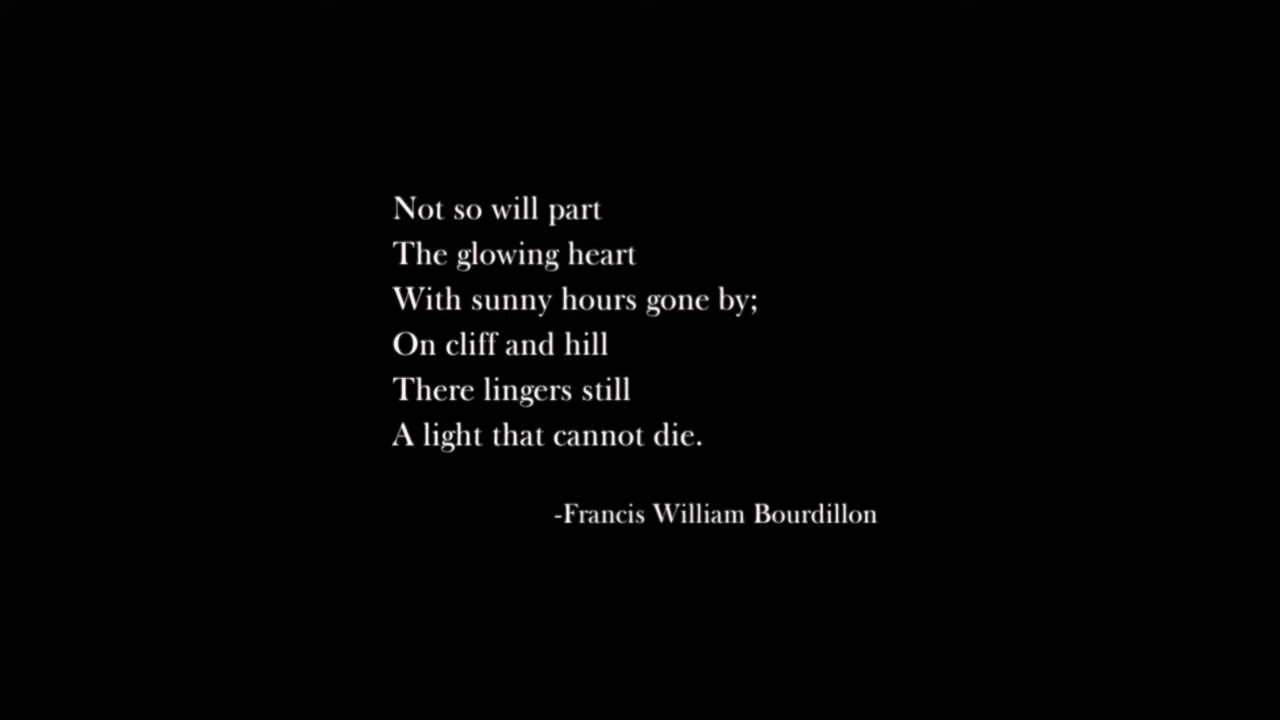 Not so will part
The glowing heart
With sunny hours gone by;
On cliff and hill
There lingers still
A light that cannot die.
-Francis William Bourdillon